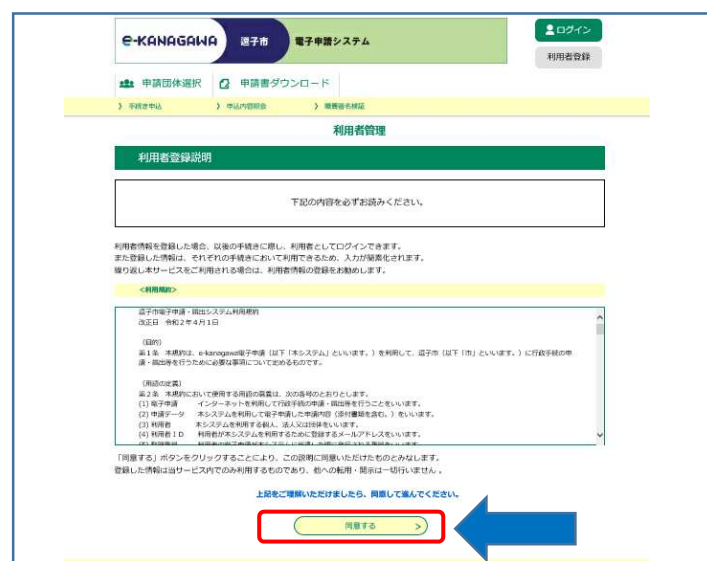 e-KANAGAWA 逗子市 電子申請システム
ログイン
利用者登録
申請団体選択 申請書ダウンロード
》 手続き申込 》 申込内容照会 》 職責署名検証
利用者管理
利用者登録説明
下記の内容を必ずお読みください。
利用者情報を登録した場合、以後の手続きに際し、利用者としてログインできます。
また登録した情報は、それぞれの手続きにおいて利用できるため、入力が簡素化されます。
繰り返し本サービスをご利用される場合は、利用者情報の登録をお勧めします。
<利用規約>
逗子市電子申請・届出システム利用規約
改正日 令和2年4月1日
(目的)
第1条 本規約は、e-kanagawa電子申請(以下「本システム」といいます。)を利用して、逗子市(以下「市」といいます。)に行政手続の申
請・届出等を行うために必要な事項について定めるものです。
(用語の定義)
第2条 本規約において使用する用語の意義は、次の各号のとおりとします。
(1) 電子申請 インターネットを利用して行政手続の申請・届出等を行うことをいいます。
(2) 申請データ 本システムを利用して電子申請した申請内容(添付書類を含む。)をいいます。
(3) 利用者 本システムを利用する個人、法人又は団体をいいます。
(4) 利用者ID 利用者が本システムを利用するために登録するメールアドレスをいいます。
「同意する」ボタンをクリックすることにより、この説明に同意いただけたものとみなします。
登録した情報は当サービス内でのみ利用するものであり、他への転用・開示は一切行いません。
上記をご理解いただけましたら、同意して進んでください。
同意する >